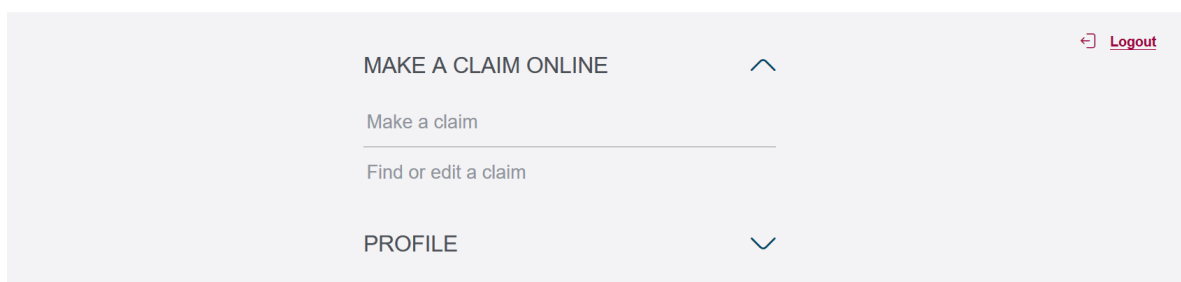 Logout
MAKE A CLAIM ONLINE
Make a claim
Find or edit a claim
PROFILE